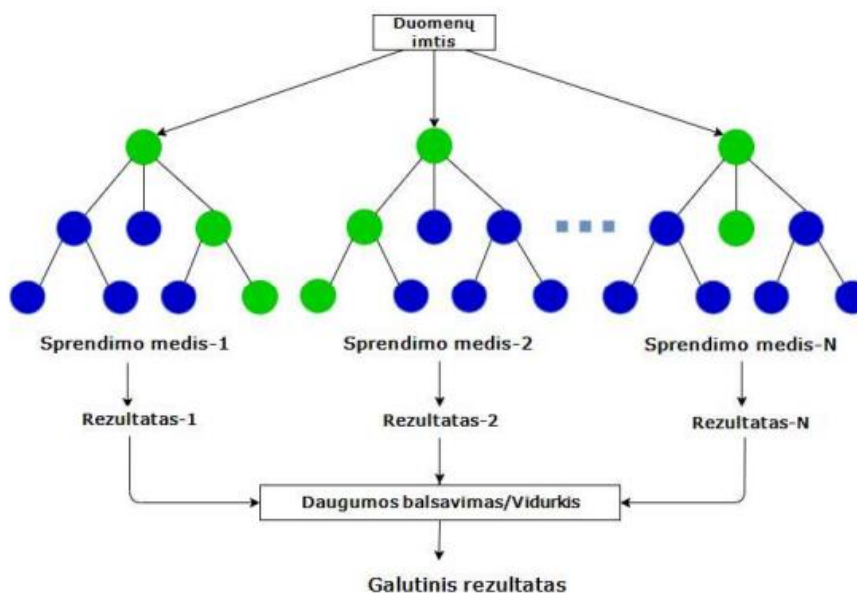 Duomenų
imtis
Sprendimo medis-1
Sprendimo medis-2
Sprendimo medis-N
Rezultatas-1
Rezultatas-2
Rezultatas-N
Daugumos balsavimas/Vidurkis
Galutinis rezultatas